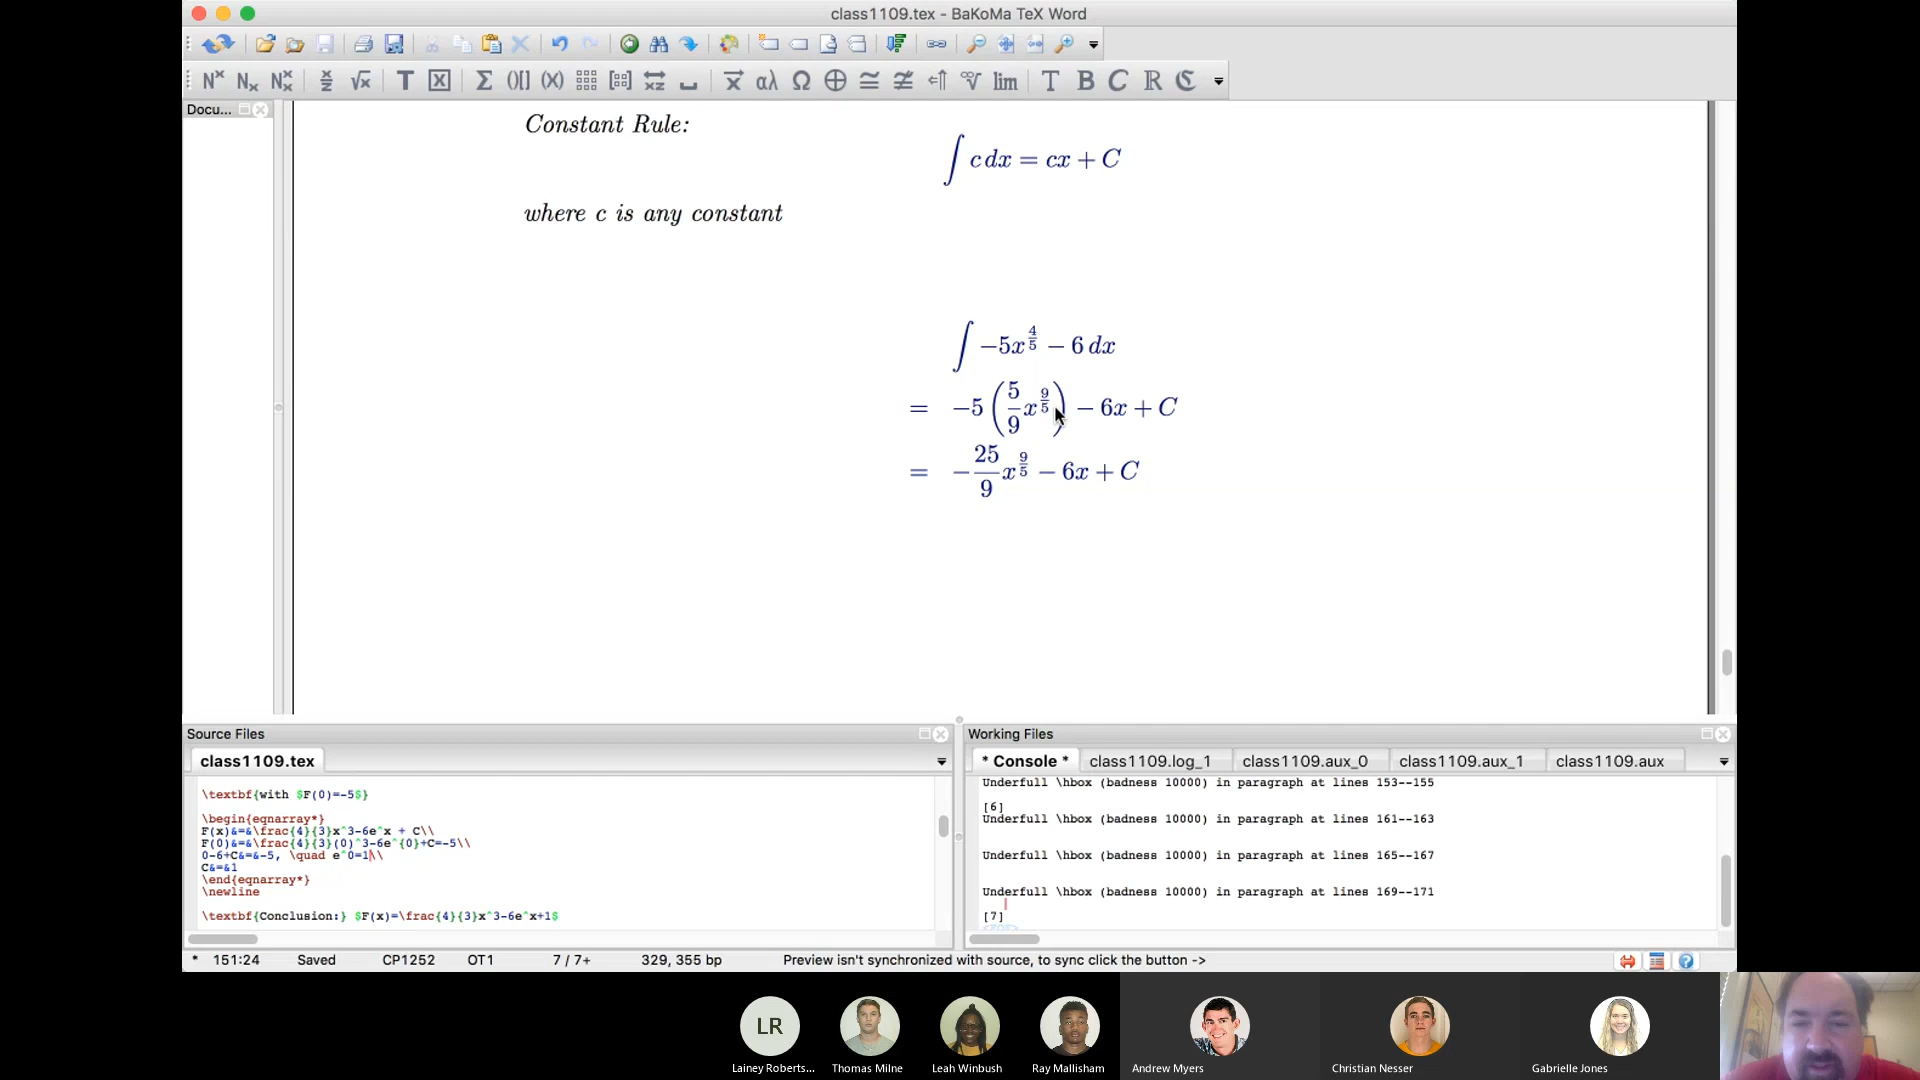 class1109.tex - BaKoMa TeX Word
Docu...
Constant Rule:
∫ c dx = cx + C
where c is any constant
∫ −5x^{4/5} − 6 dx
= −5 (5/9 x^{9/5}) − 6x + C
= −25/9 x^{9/5} − 6x + C
Source Files
class1109.tex
\textbf{with $F(0)=-5$}
\begin{eqnarray*}
F(x)&=&\frac{4}{3}x^3-6e^x + C\\
F(0)&=&\frac{4}{3}(0)^3-6e^{0}+C=-5\\
0-6+C&=&-5, \quad e^0=1\\
C&=&1
\end{eqnarray*}
\newline
\textbf{Conclusion:} $F(x)=\frac{4}{3}x^3-6e^x+1$
Working Files
* Console * class1109.log_1 class1109.aux_0 class1109.aux_1 class1109.aux
Underfull \hbox (badness 10000) in paragraph at lines 153--155
[6]
Underfull \hbox (badness 10000) in paragraph at lines 161--163
Underfull \hbox (badness 10000) in paragraph at lines 165--167
Underfull \hbox (badness 10000) in paragraph at lines 169--171
[7]
* 151:24 Saved CP1252 OT1 7 / 7+ 329, 355 bp Preview isn't synchronized with source, to sync click the button ->
LR
Lainey Roberts... Thomas Milne Leah Winbush Ray Mallisham Andrew Myers Christian Nesser Gabrielle Jones